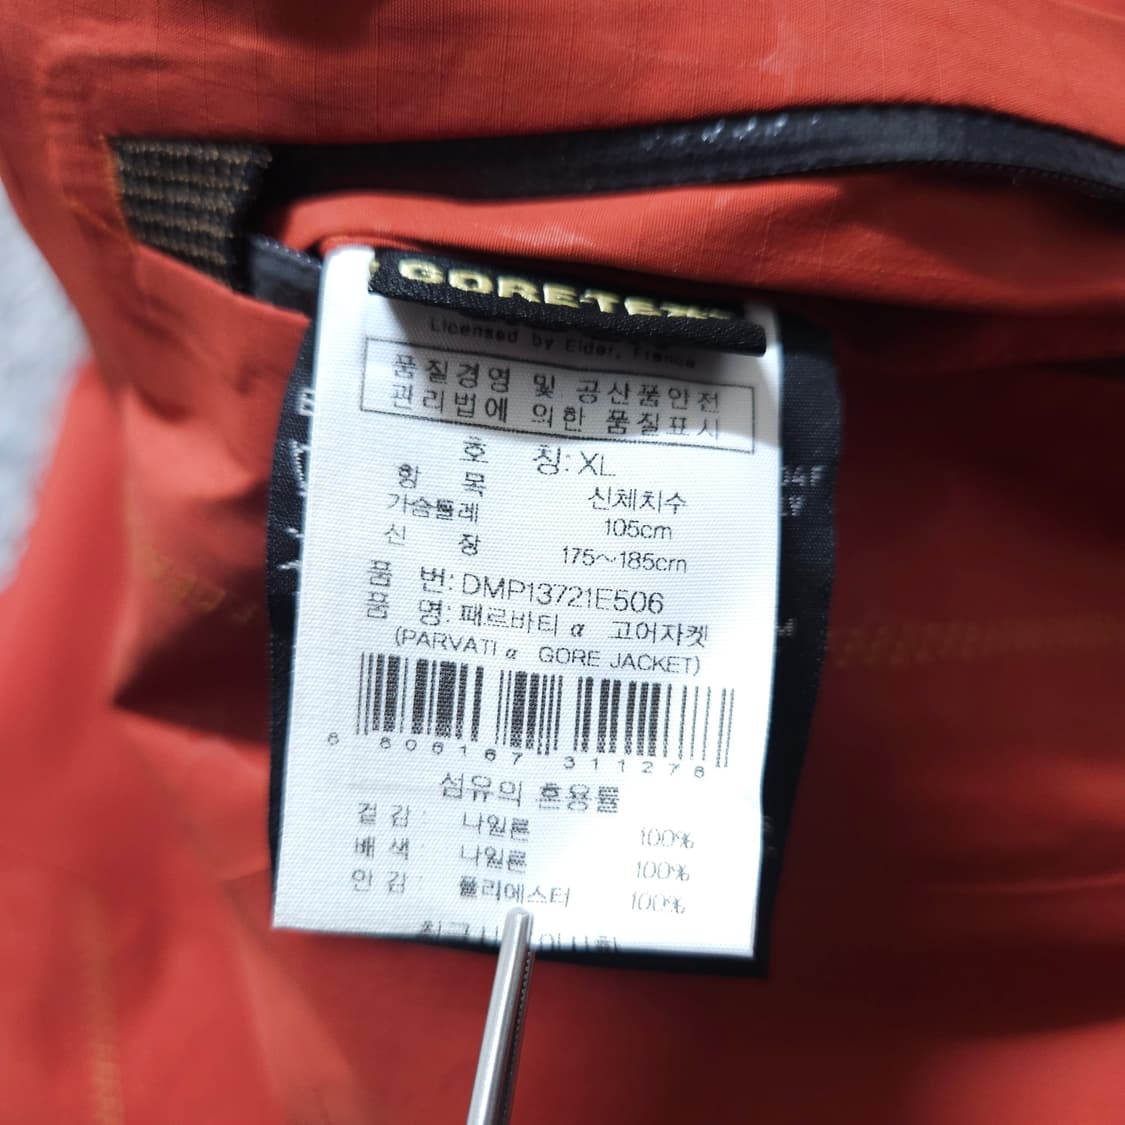 GORE-TEX
Licensed by Eider, France
품질경영 및 공산품안전
관리법에 의한 품질표시
호 칭: XL
항 목 신체치수
가슴둘레 105cm
신 장 175~185cm
품 번: DMP13721E506
품 명: 패르바티 α 고어자켓
(PARVATI α GORE JACKET)
섬유의 혼용률
겉 감 : 나일론 100%
배 색 : 나일론 100%
안 감 : 폴리에스터 100%